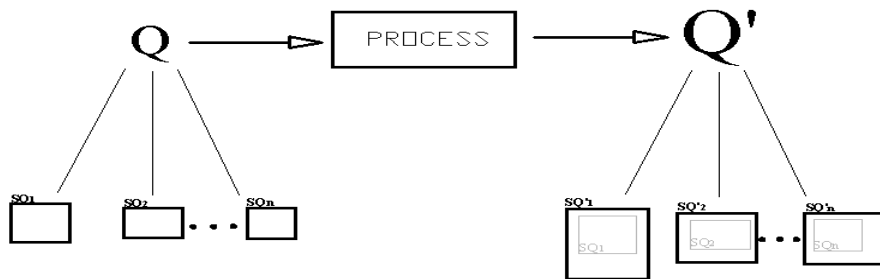 Q PROCESS Q'
SQ1 SQ2 SQn SQ'1 SQ'2 SQ'n
SQ1 SQ2 SQn